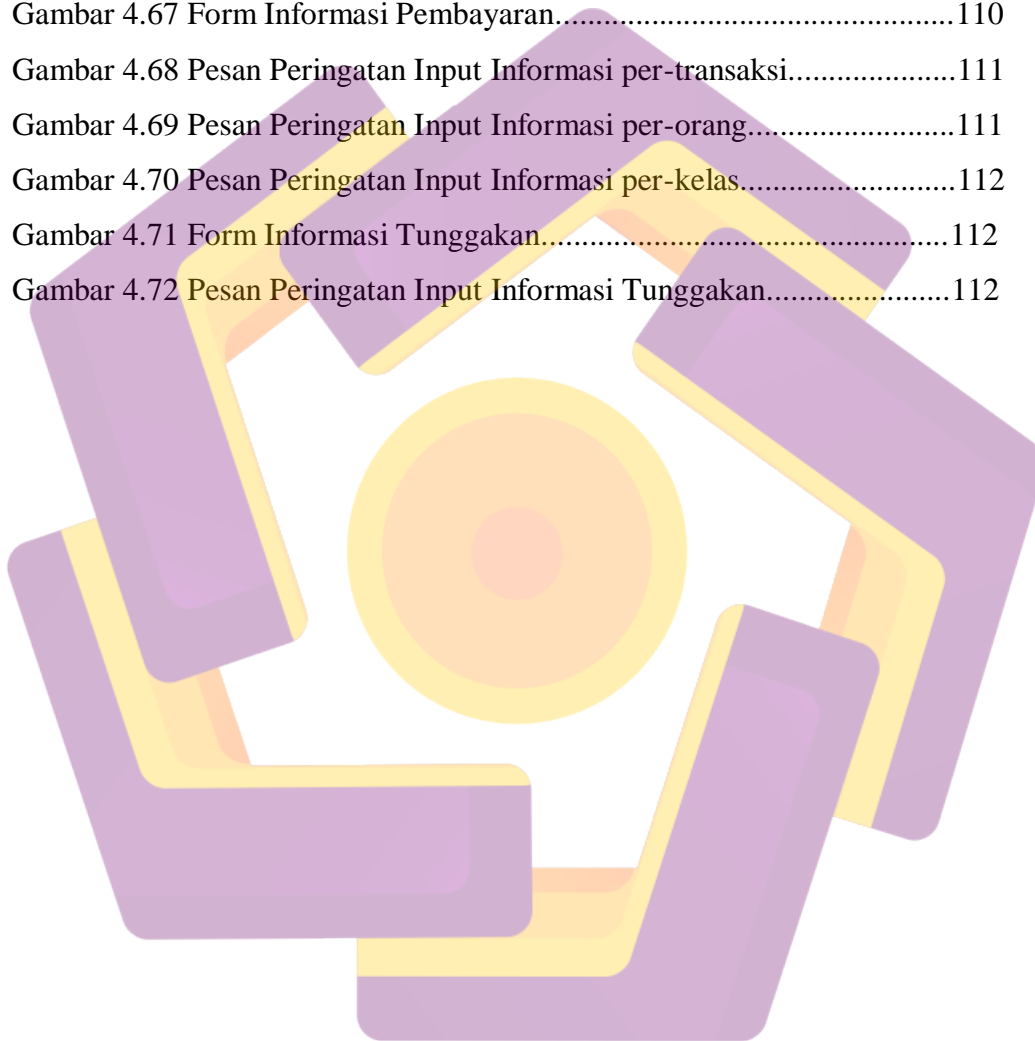 Gambar 4.67 Form Informasi Pembayaran................................................110
Gambar 4.68 Pesan Peringatan Input Informasi per-transaksi.....................111
Gambar 4.69 Pesan Peringatan Input Informasi per-orang..........................111
Gambar 4.70 Pesan Peringatan Input Informasi per-kelas...........................112
Gambar 4.71 Form Informasi Tunggakan.................................................112
Gambar 4.72 Pesan Peringatan Input Informasi Tunggakan.......................112